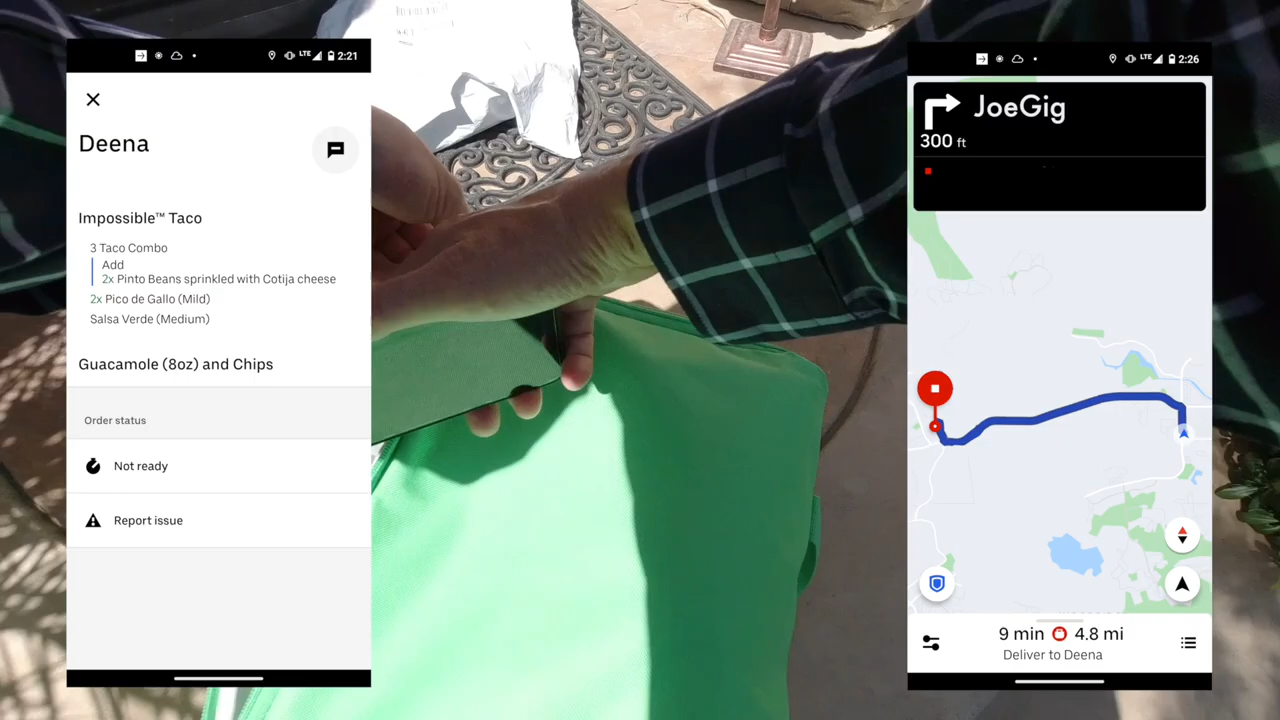 LTE 2:21
Deena
Impossible™ Taco
3 Taco Combo
Add
2x Pinto Beans sprinkled with Cotija cheese
2x Pico de Gallo (Mild)
Salsa Verde (Medium)
Guacamole (8oz) and Chips
Order status
Not ready
Report issue
LTE 2:26
JoeGig
300 ft
9 min 4.8 mi
Deliver to Deena